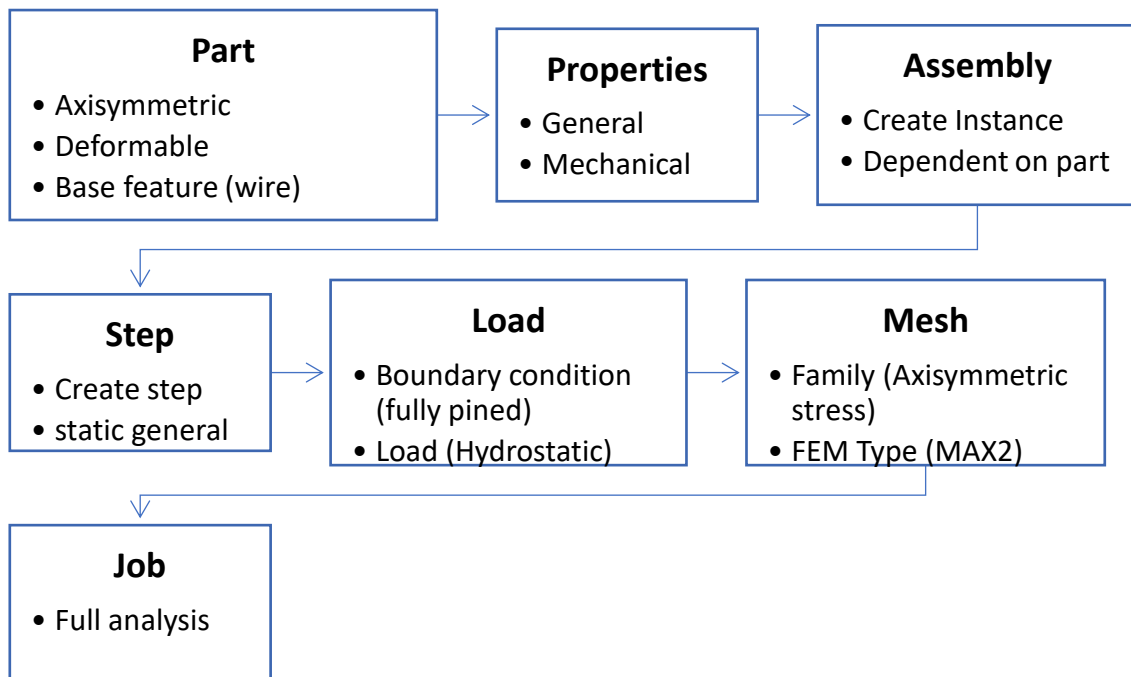 Part
• Axisymmetric
• Deformable
• Base feature (wire)
Properties
• General
• Mechanical
Assembly
• Create Instance
• Dependent on part
Step
• Create step
• static general
Load
• Boundary condition
(fully pined)
• Load (Hydrostatic)
Mesh
• Family (Axisymmetric
stress)
• FEM Type (MAX2)
Job
• Full analysis